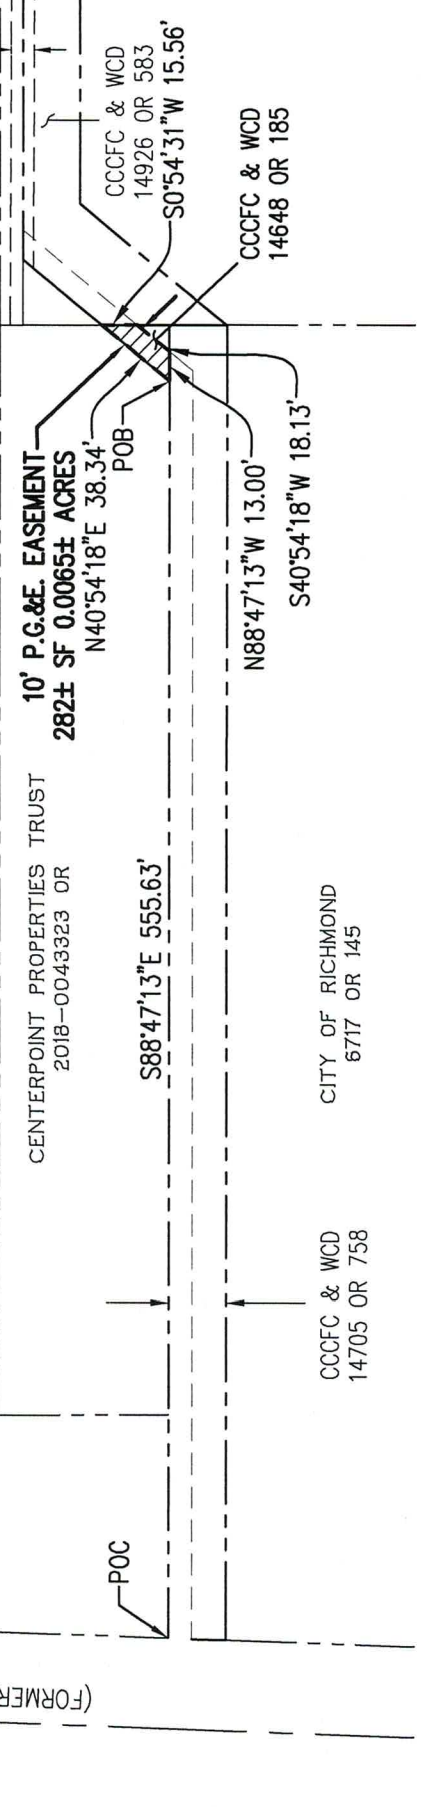 CCCFC & WCD
14926 OR 583
S0°54'31"W 15.56'
CCCFC & WCD
14648 OR 185
10' P.G.&E. EASEMENT
282± SF 0.0065± ACRES
N40°54'18"E 38.34'
POB
N88°47'13"W 13.00'
S40°54'18"W 18.13'
CENTERPOINT PROPERTIES TRUST
2018-0043323 OR
S88°47'13"E 555.63'
CITY OF RICHMOND
6717 OR 145
CCCFC & WCD
14705 OR 758
POC